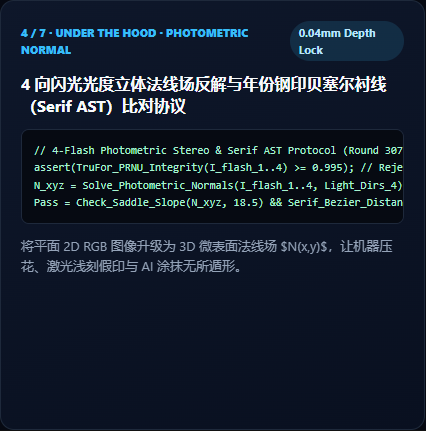 4 / 7 · UNDER THE HOOD · PHOTOMETRIC
NORMAL
0.04mm Depth
Lock
4 向闪光光度立体法线场反解与年份钢印贝塞尔衬线
（Serif AST）比对协议
// 4-Flash Photometric Stereo & Serif AST Protocol (Round 307
assert(TruFor_PRNU_Integrity(I_flash_1..4) >= 0.995); // Reje
N_xyz = Solve_Photometric_Normals(I_flash_1..4, Light_Dirs_4)
Pass = Check_Saddle_Slope(N_xyz, 18.5) && Serif_Bezier_Distan
将平面 2D RGB 图像升级为 3D 微表面法线场 $N(x,y)$，让机器压
花、激光浅刻假印与 AI 涂抹无所遁形。